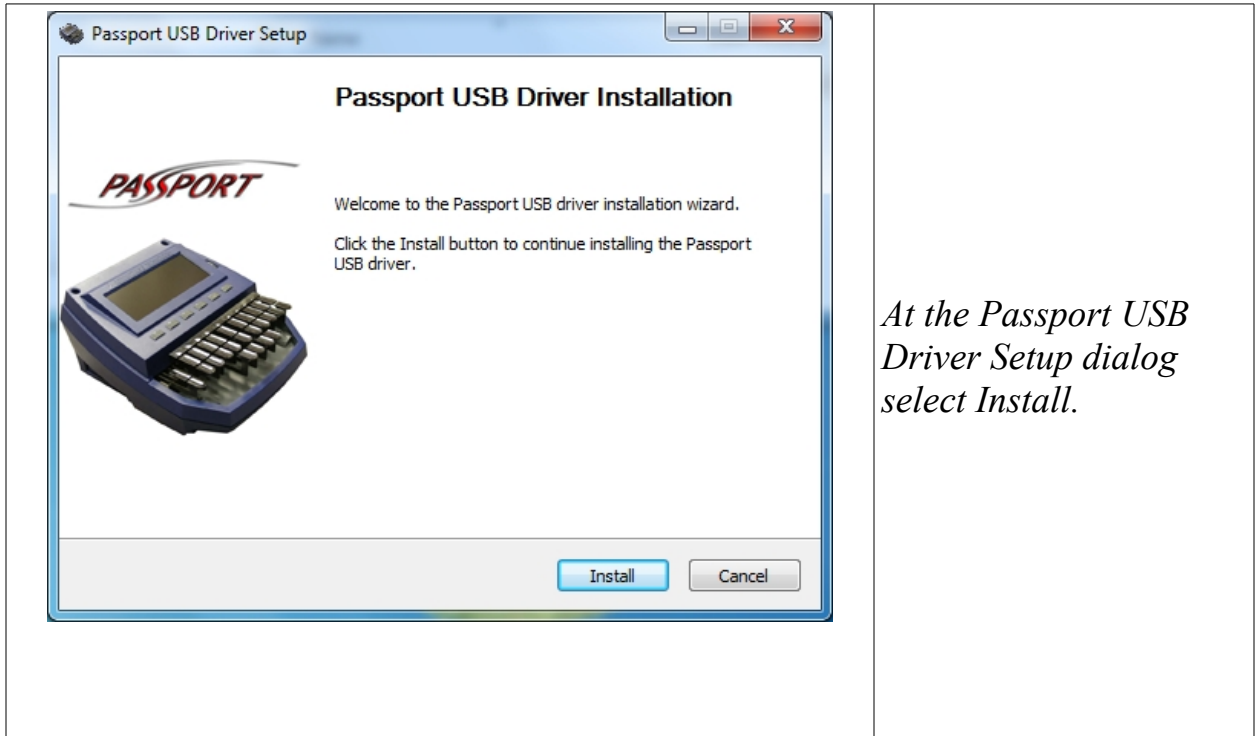 Passport USB Driver Setup
Passport USB Driver Installation
PASSPORT
Welcome to the Passport USB driver installation wizard.
Click the Install button to continue installing the Passport
USB driver.
Install
Cancel
At the Passport USB
Driver Setup dialog
select Install.